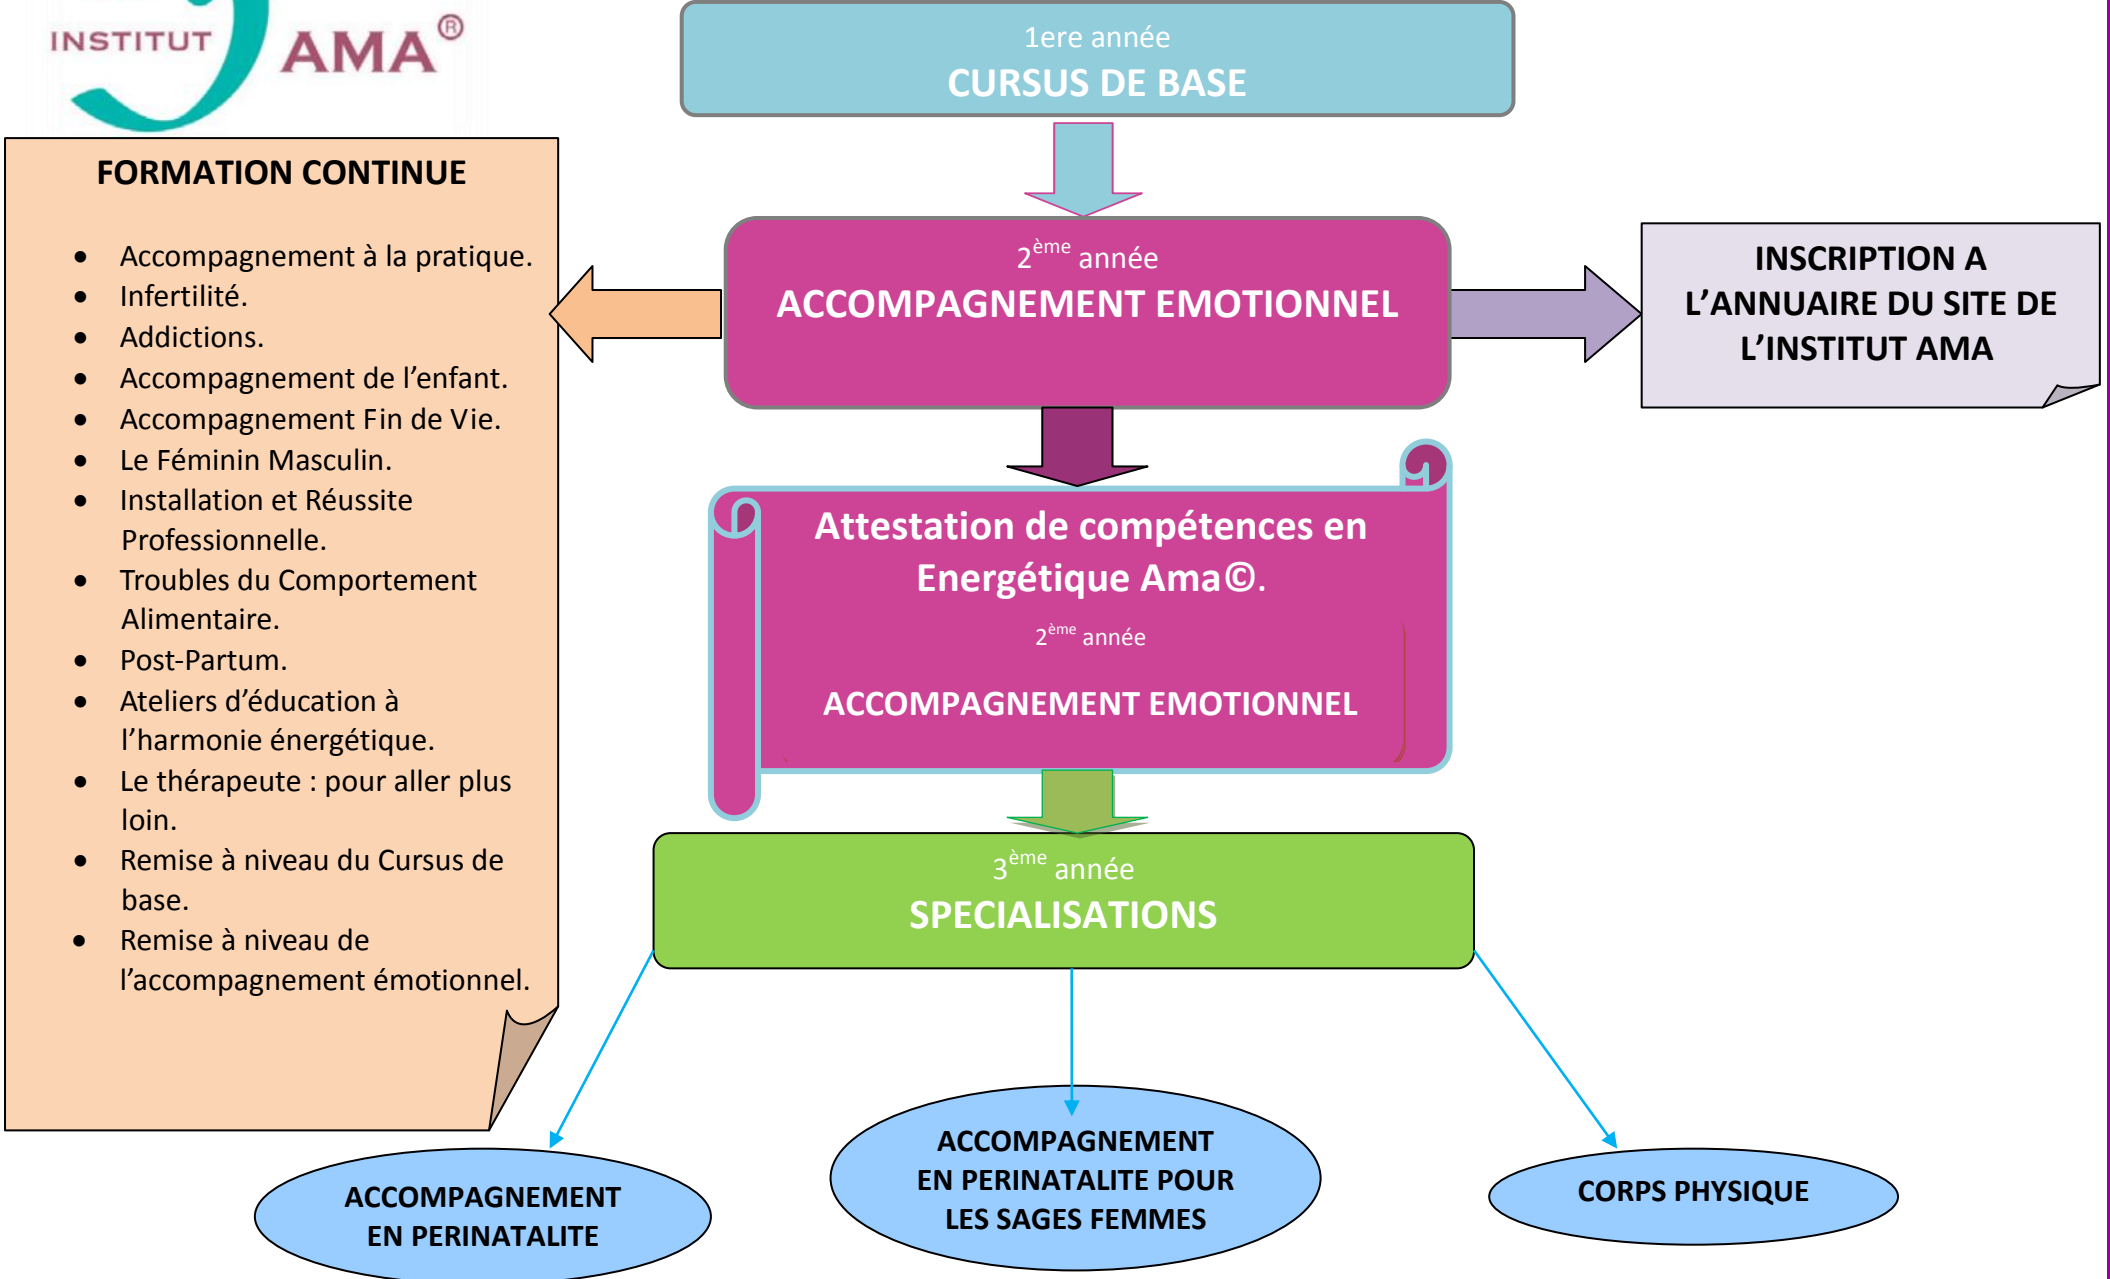 INSTITUT
AMA®
1ere année
CURSUS DE BASE
FORMATION CONTINUE
• Accompagnement à la pratique.
• Infertilité.
• Addictions.
• Accompagnement de l’enfant.
• Accompagnement Fin de Vie.
• Le Féminin Masculin.
• Installation et Réussite
Professionnelle.
• Troubles du Comportement
Alimentaire.
• Post-Partum.
• Ateliers d’éducation à
l’harmonie énergétique.
• Le thérapeute : pour aller plus
loin.
• Remise à niveau du Cursus de
base.
• Remise à niveau de
l’accompagnement émotionnel.
2ème année
ACCOMPAGNEMENT EMOTIONNEL
INSCRIPTION A
L’ANNUAIRE DU SITE DE
L’INSTITUT AMA
Attestation de compétences en
Energétique Ama©.
2ème année
ACCOMPAGNEMENT EMOTIONNEL
3ème année
SPECIALISATIONS
ACCOMPAGNEMENT
EN PERINATALITE
ACCOMPAGNEMENT
EN PERINATALITE POUR
LES SAGES FEMMES
CORPS PHYSIQUE